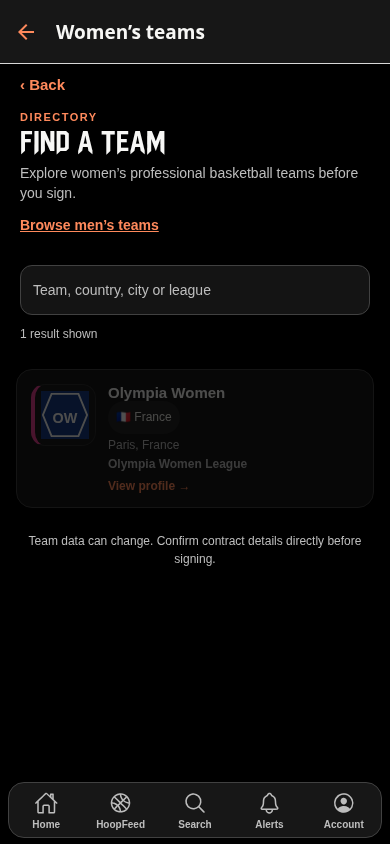 Women’s teams
‹ Back
DIRECTORY
FIND A TEAM
Explore women’s professional basketball teams before
you sign.
Browse men’s teams
Team, country, city or league
1 result shown
OW
Olympia Women
France
Paris, France
Olympia Women League
View profile →
Team data can change. Confirm contract details directly before
signing.
Home
HoopFeed
Search
Alerts
Account